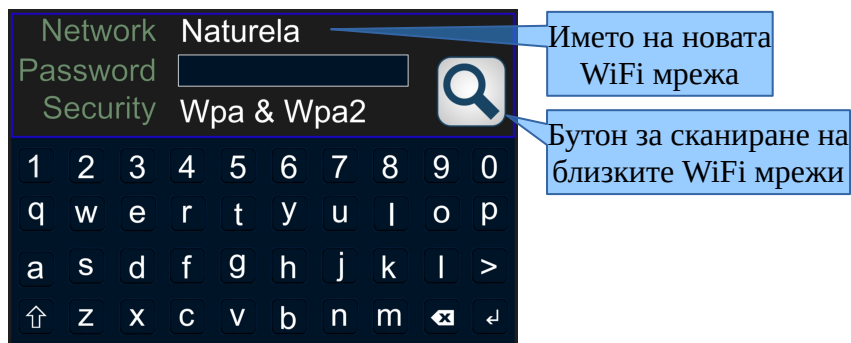 Network Naturela
Password
Security Wpa & Wpa2
Името на новата
WiFi мрежа
Бутон за сканиране на
близките WiFi мрежи
1 2 3 4 5 6 7 8 9 0
q w e r t y u I o p
a s d f g h j k l >
z x c v b n m